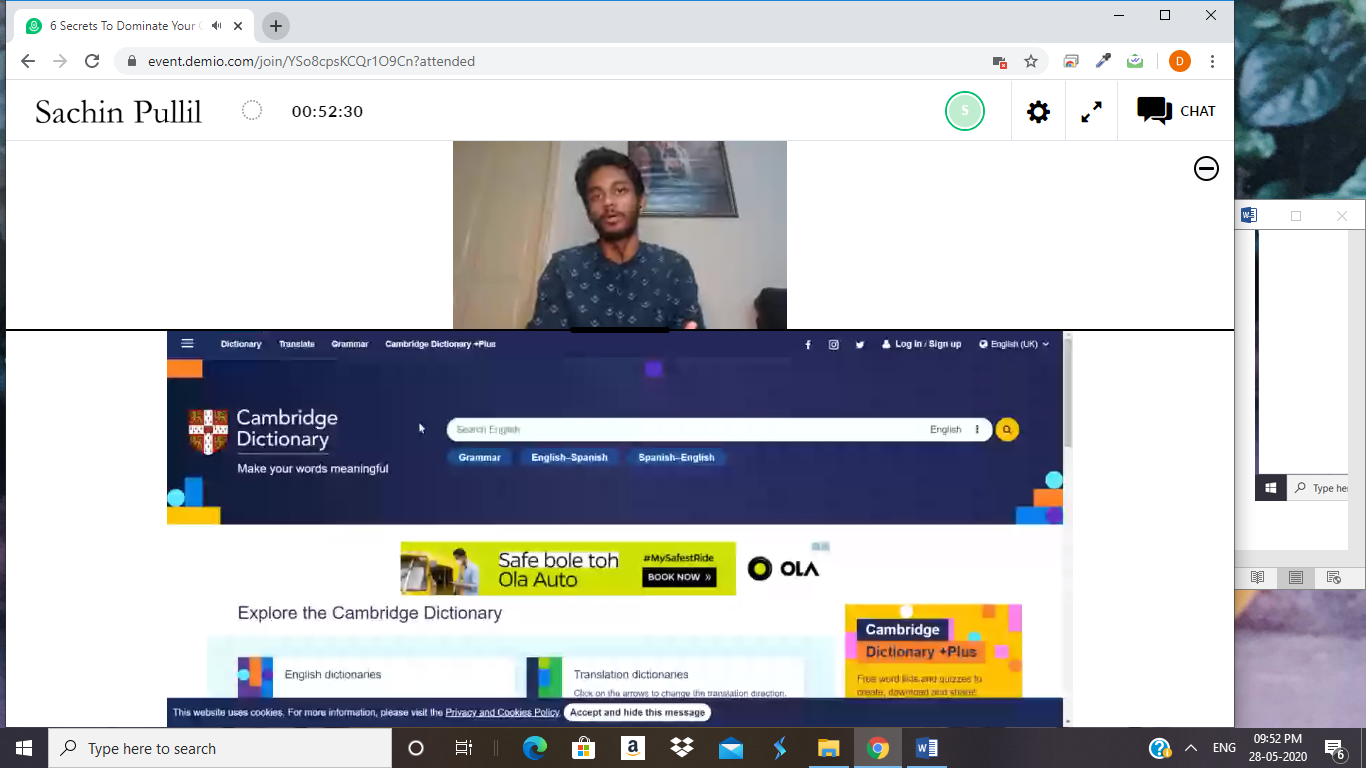 6 Secrets To Dominate Your
event.demio.com/join/YSo8cpsKCQr1O9Cn?attended
D
Sachin Pullil
00:52:30
S
CHAT
Dictionary Translate Grammar Cambridge Dictionary +Plus
Log in / Sign up English (UK)
Cambridge
Dictionary
Make your words meaningful
Search English English
Grammar English–Spanish Spanish–English
Safe bole toh
Ola Auto
#MySafestRide
BOOK NOW »
OLA
Explore the Cambridge Dictionary
English dictionaries
Translation dictionaries
Click on the arrows to change the translation direction.
Cambridge
Dictionary +Plus
Free word lists and quizzes to
create, download and share!
This website uses cookies. For more information, please visit the Privacy and Cookies Policy. Accept and hide this message
Type he
Type here to search
ENG
09:52 PM
28-05-2020
6